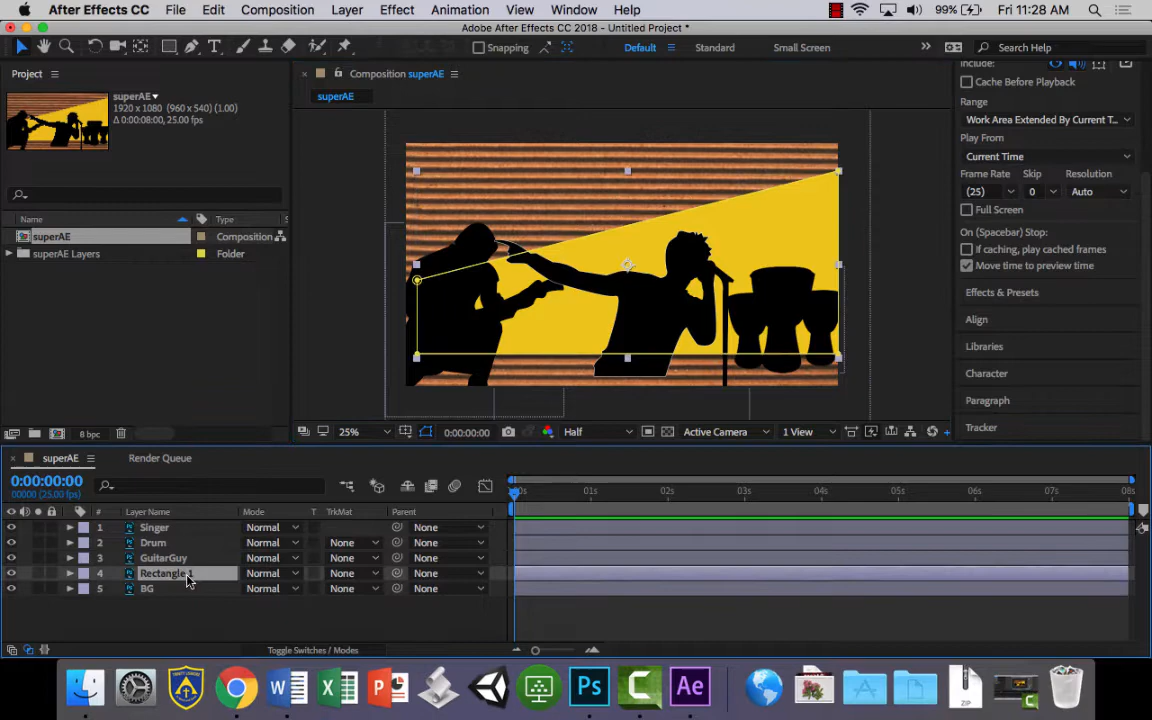 After Effects CC File Edit Composition Layer Effect Animation View Window Help 99% Fri 11:28 AM
Adobe After Effects CC 2018 - Untitled Project *
T Snapping Default Standard Small Screen Search Help
Project Composition superAE Include:
superAE superAE Cache Before Playback
1920 x 1080 (960 x 540) (1.00) Range
Δ 0:00:08:00, 25.00 fps Work Area Extended By Current T...
Play From
Current Time
Frame Rate Skip Resolution
(25) 0 Auto
Full Screen
Name Type On (Spacebar) Stop:
superAE Composition If caching, play cached frames
superAE Layers Folder Move time to preview time
Effects & Presets
Align
Libraries
Character
Paragraph
Tracker
8 bpc 25% 0:00:00:00 Half Active Camera 1 View
superAE Render Queue
0:00:00:00
00000 (25.00 fps) :00s 01s 02s 03s 04s 05s 06s 07s 08s
# Layer Name Mode T TrkMat Parent
1 Singer Normal None
2 Drum Normal None None
3 GuitarGuy Normal None None
4 Rectangle 1 Normal None None
5 BG Normal None None
Toggle Switches / Modes
W X P Ps C Ae ZIP C